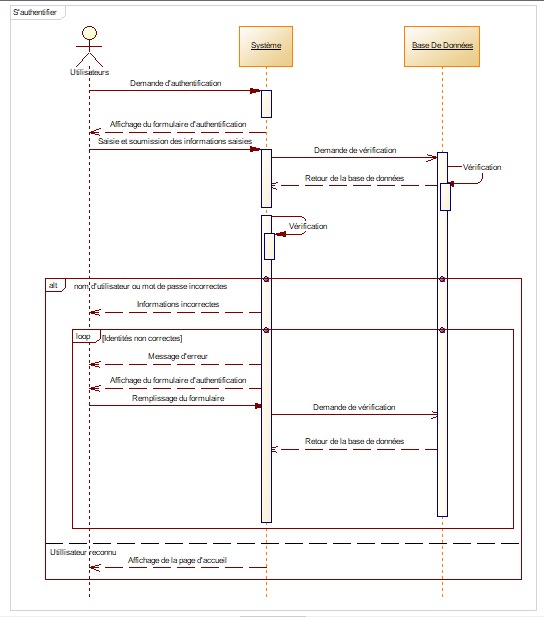 S'authentifier
Système
Base De Données
Utilisateurs
Demande d'authentification
Affichage du formulaire d'authentification
Saisie et soumission des informations saisies
Demande de vérification
Vérification
Retour de la base de données
Vérification
alt
nom d'utilisateur ou mot de passe incorrectes
Informations incorrectes
loop
[Identités non correctes]
Message d'erreur
Affichage du formulaire d'authentification
Remplissage du formulaire
Demande de vérification
Retour de la base de données
Utillisateur reconnu
Affichage de la page d'accueil